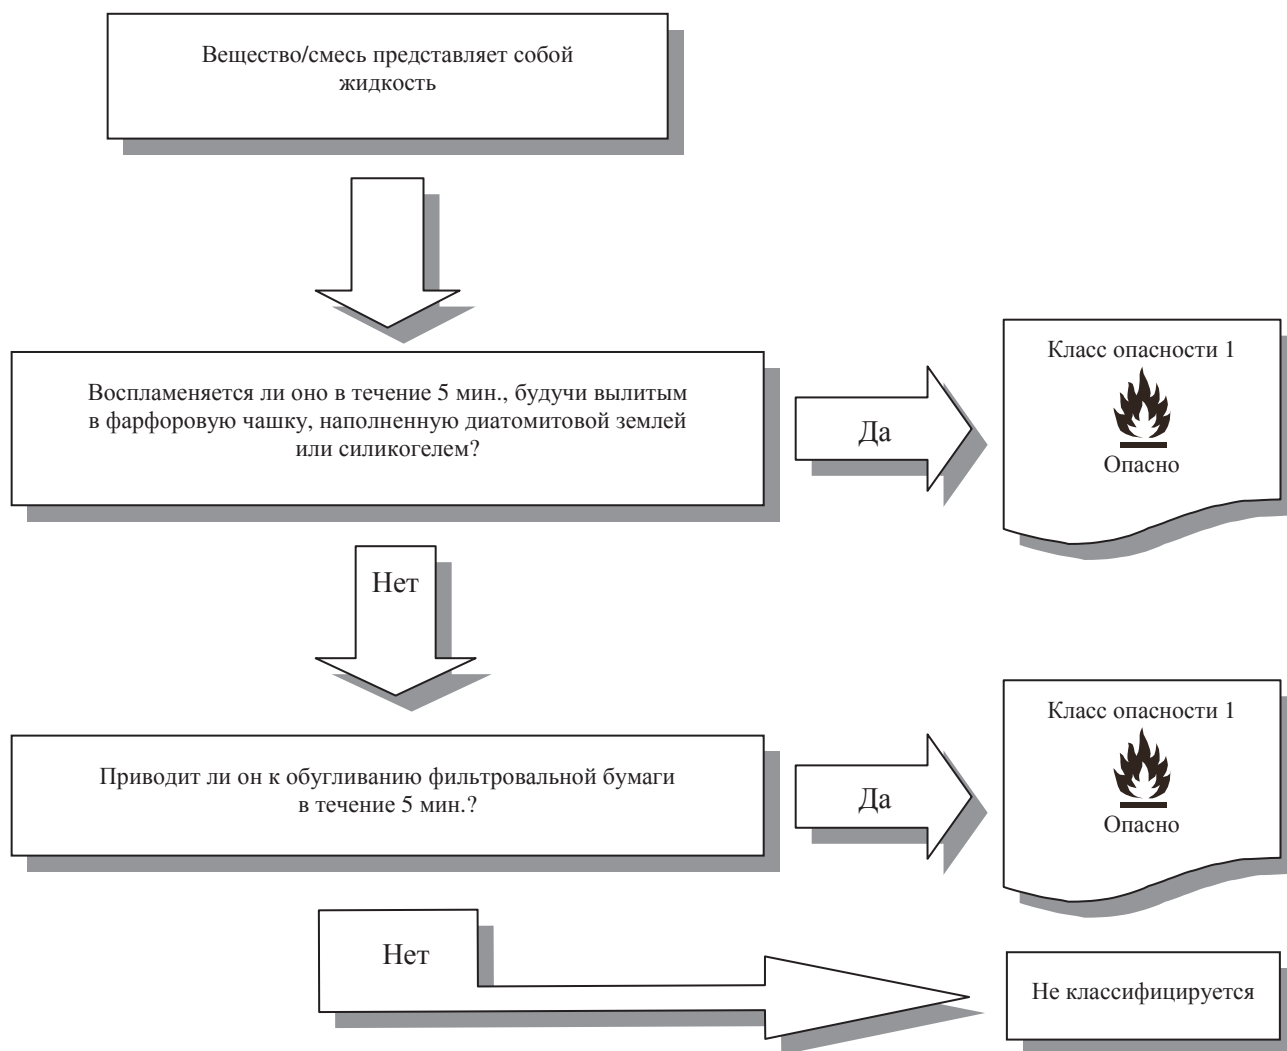 Вещество/смесь представляет собой
жидкость
Воспламеняется ли оно в течение 5 мин., будучи вылитым
в фарфоровую чашку, наполненную диатомитовой землей
или силикогелем?
Да
Класс опасности 1
Опасно
Нет
Приводит ли он к обугливанию фильтровальной бумаги
в течение 5 мин.?
Да
Класс опасности 1
Опасно
Нет
Не классифицируется